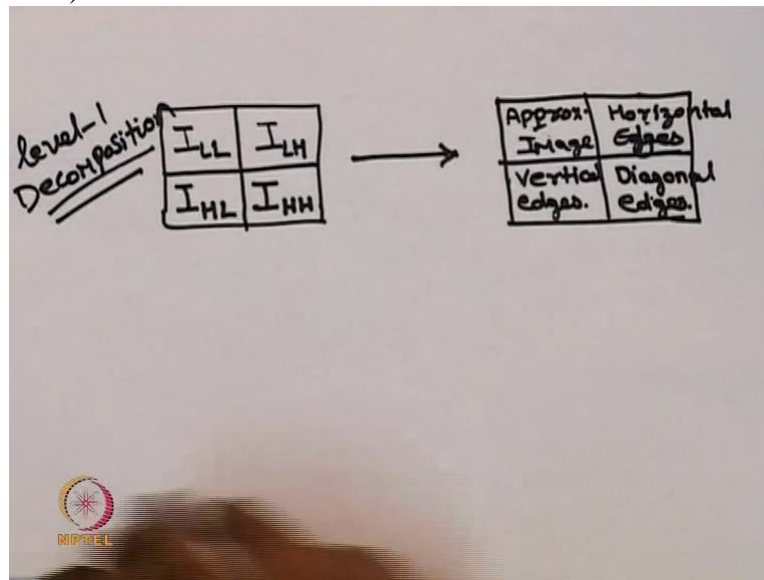 level-1
Decomposition
I_LL I_LH
I_HL I_HH
Approx. Horizontal
Image Edges
Vertical Diagonal
edges. edges.
NPTEL